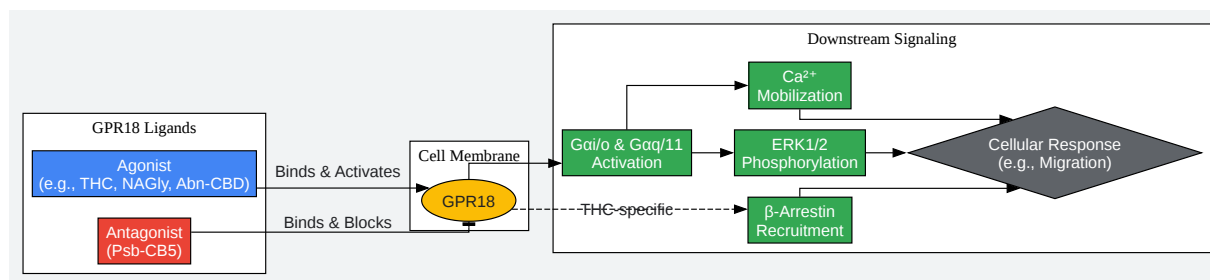 GPR18 Ligands
Agonist
(e.g., THC, NAGly, Abn-CBD)
Antagonist
(Psb-CB5)
Binds & Activates
Binds & Blocks
Cell Membrane
GPR18
THC-specific
Downstream Signaling
Gαi/o & Gαq/11
Activation
Ca²⁺
Mobilization
ERK1/2
Phosphorylation
β-Arrestin
Recruitment
Cellular Response
(e.g., Migration)